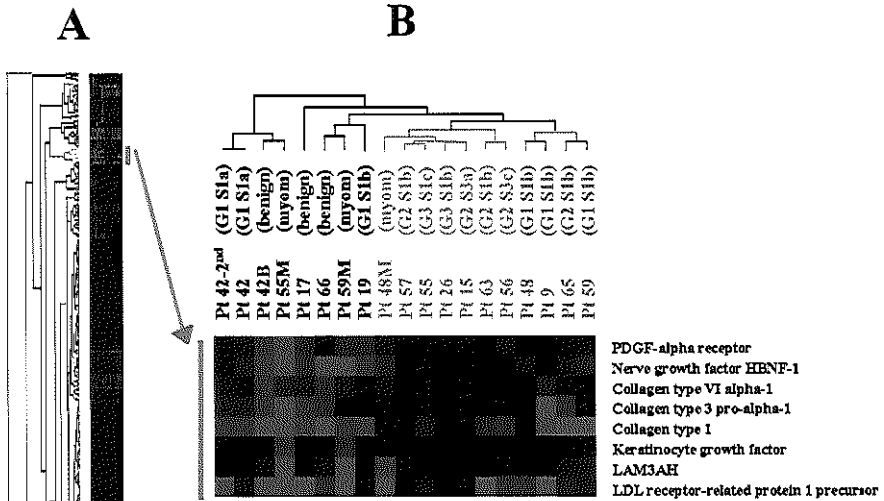 A
B
(G1 S1a)
(G1 S1a)
(benign)
(myom)
(benign)
(benign)
(myom)
(G1 S1b)
(myom)
(G2 S1b)
(G3 S1c)
(G3 S1b)
(G2 S3a)
(G2 S1b)
(G2 S3c)
(G1 S1b)
(G1 S1b)
(G2 S1b)
(G1 S1b)
Pt 42-2nd
Pt 42
Pt 42B
Pt 55M
Pt 17
Pt 66
Pt 59M
Pt 19
Pt 48M
Pt 57
Pt 55
Pt 26
Pt 15
Pt 63
Pt 56
Pt 48
Pt 9
Pt 65
Pt 59
PDGF-alpha receptor
Nerve growth factor HBNF-1
Collagen type VI alpha-1
Collagen type 3 pro-alpha-1
Collagen type I
Keratinocyte growth factor
LAM3AH
LDL receptor-related protein 1 precursor